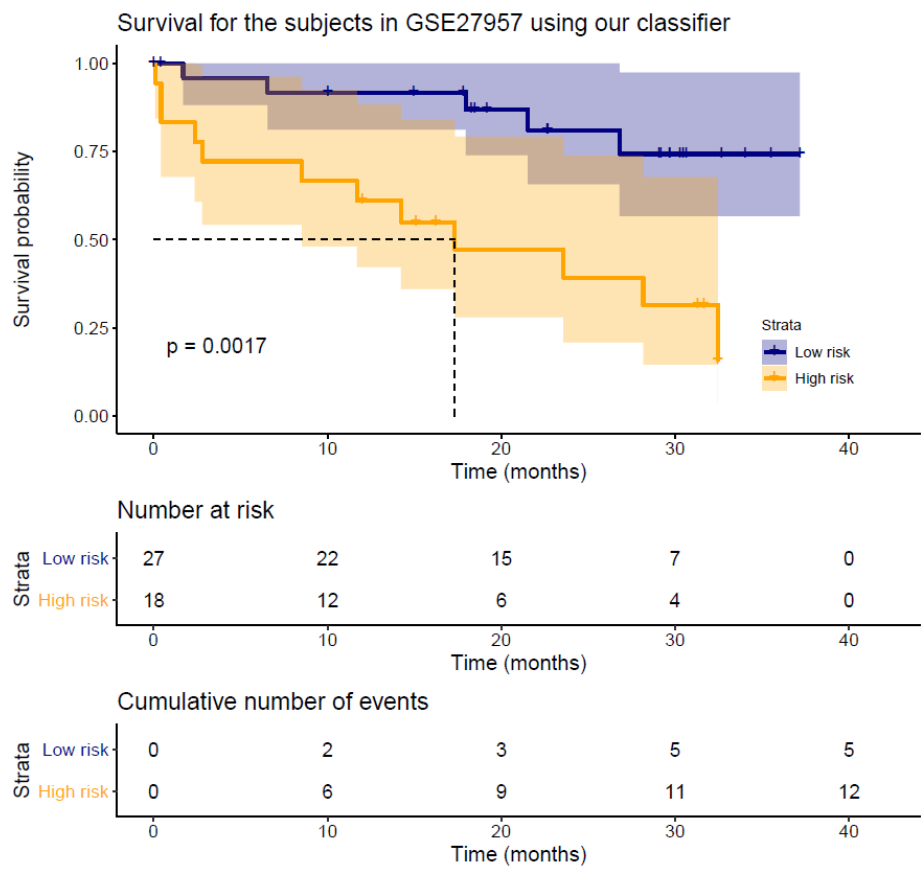 Survival for the subjects in GSE27957 using our classifier
Survival probability
1.00
0.75
0.50
0.25
0.00
p = 0.0017
Strata
Low risk
High risk
0 10 20 30 40
Time (months)
Number at risk
Strata
Low risk 27 22 15 7 0
High risk 18 12 6 4 0
0 10 20 30 40
Time (months)
Cumulative number of events
Strata
Low risk 0 2 3 5 5
High risk 0 6 9 11 12
0 10 20 30 40
Time (months)